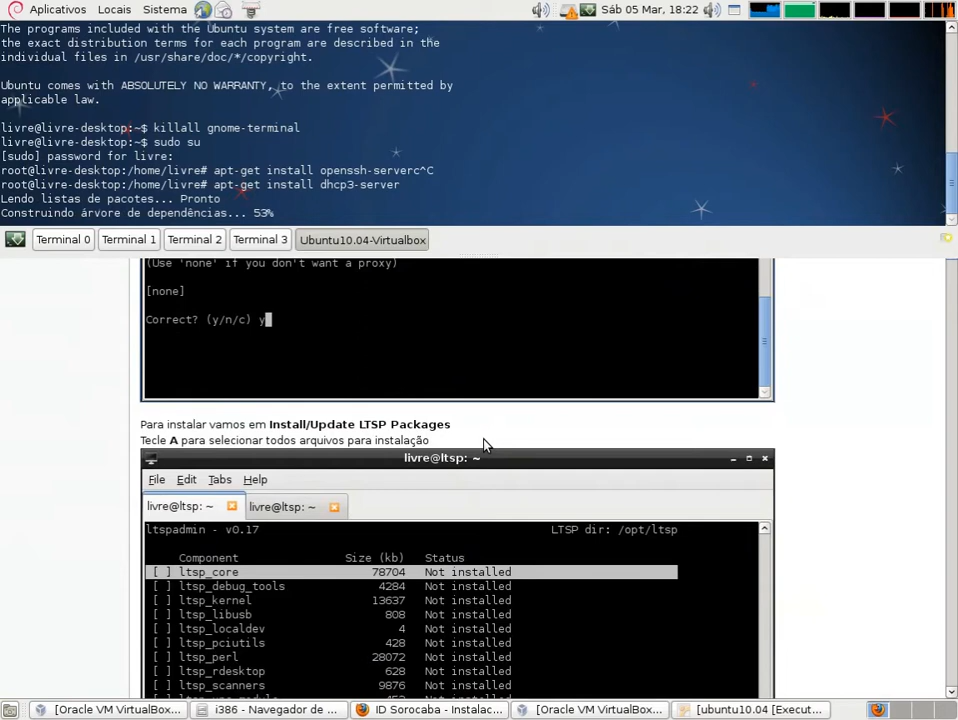 Aplicativos Locais Sistema Sáb 05 Mar, 18:22
The programs included with the Ubuntu system are free software;
the exact distribution terms for each program are described in the
individual files in /usr/share/doc/*/copyright.
Ubuntu comes with ABSOLUTELY NO WARRANTY, to the extent permitted by
applicable law.
livre@livre-desktop:~$ killall gnome-terminal
livre@livre-desktop:~$ sudo su
[sudo] password for livre:
root@livre-desktop:/home/livre# apt-get install openssh-serverc^C
root@livre-desktop:/home/livre# apt-get install dhcp3-server
Lendo listas de pacotes... Pronto
Construindo árvore de dependências... 53%
Terminal 0 Terminal 1 Terminal 2 Terminal 3 Ubuntu10.04-Virtualbox
(Use 'none' if you don't want a proxy)
[none]
Correct? (y/n/c) y
Para instalar vamos em Install/Update LTSP Packages
Tecle A para selecionar todos arquivos para instalação
livre@ltsp: ~
File Edit Tabs Help
livre@ltsp: ~ livre@ltsp: ~
ltspadmin - v0.17 LTSP dir: /opt/ltsp
Component Size (kb) Status
[ ] ltsp_core 78704 Not installed
[ ] ltsp_debug_tools 4284 Not installed
[ ] ltsp_kernel 13637 Not installed
[ ] ltsp_libusb 808 Not installed
[ ] ltsp_localdev 4 Not installed
[ ] ltsp_pciutils 428 Not installed
[ ] ltsp_perl 28072 Not installed
[ ] ltsp_rdesktop 628 Not installed
[ ] ltsp_scanners 9876 Not installed
[Oracle VM VirtualBox... i386 - Navegador de ... ID Sorocaba - Instalac... [Oracle VM VirtualBox... [ubuntu10.04 [Execut...